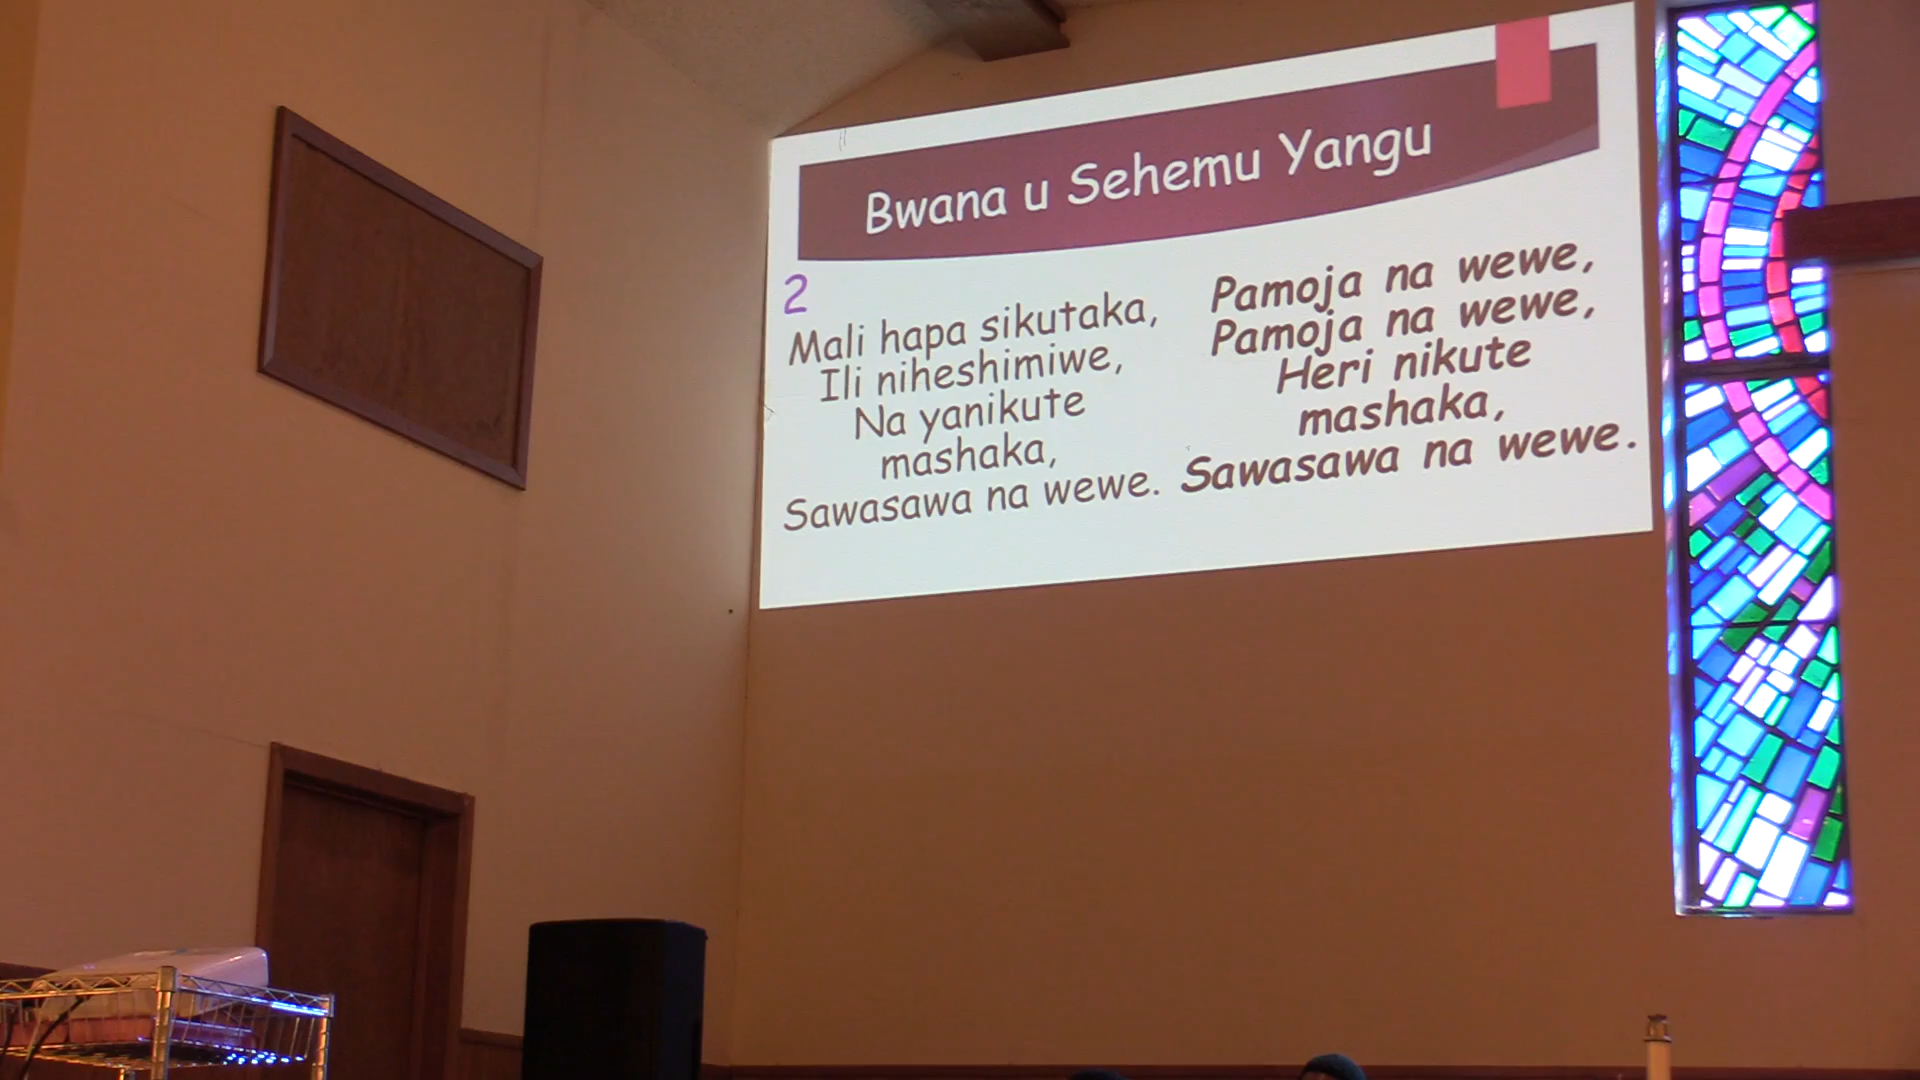 Bwana u Sehemu Yangu
2
Mali hapa sikutaka,
Ili niheshimiwe,
Na yanikute
mashaka,
Sawasawa na wewe.
Pamoja na wewe,
Pamoja na wewe,
Heri nikute
mashaka,
Sawasawa na wewe.